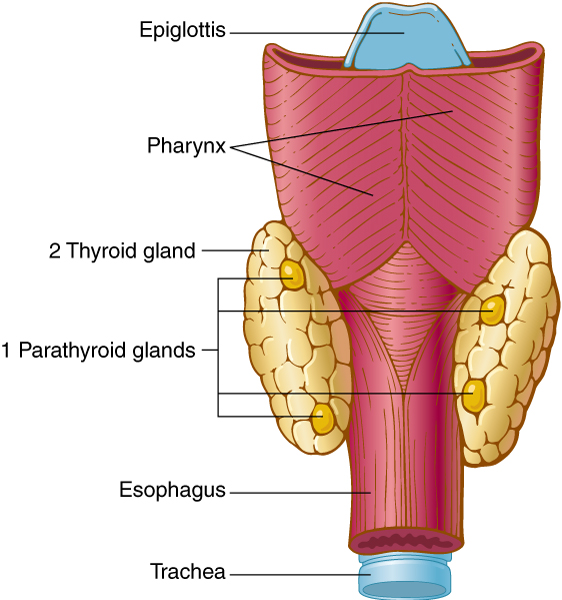 Epiglottis
Pharynx
2 Thyroid gland
1 Parathyroid glands
Esophagus
Trachea